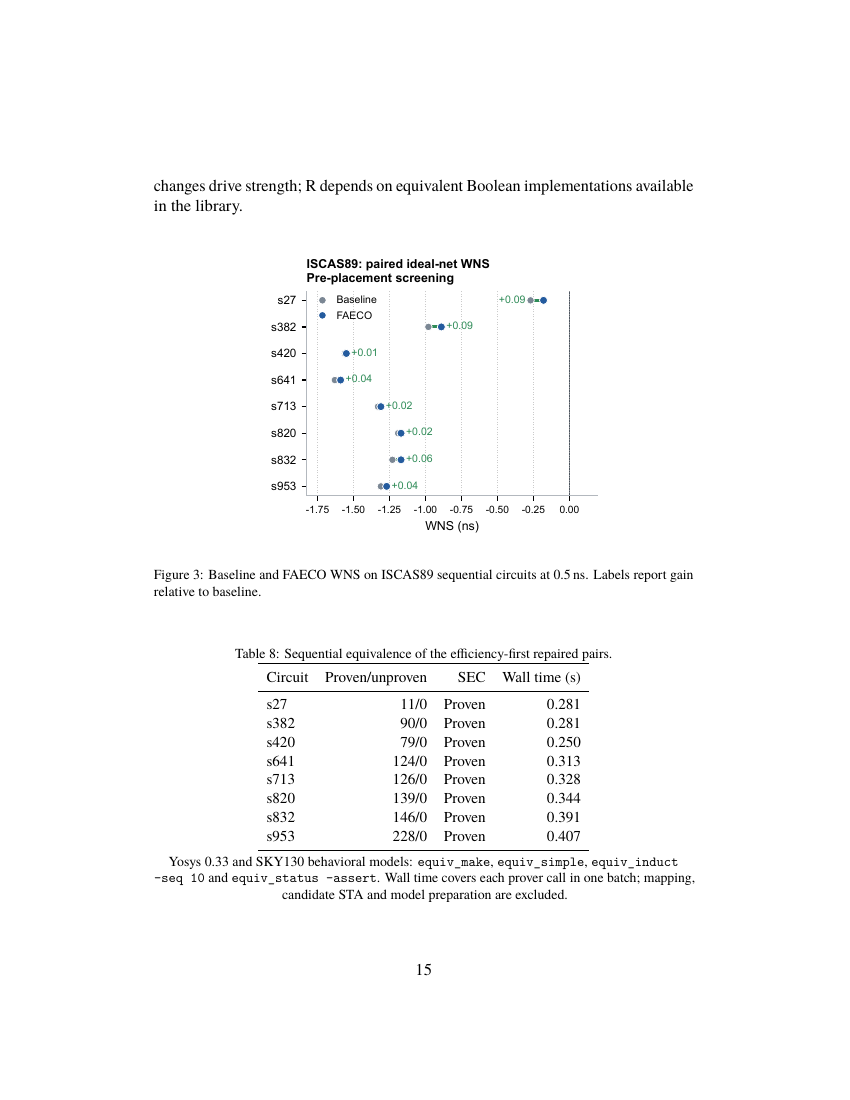 changes drive strength; R depends on equivalent Boolean implementations available
in the library.
ISCAS89: paired ideal-net WNS
Pre-placement screening
Baseline
FAECO
s27 +0.09
s382 +0.09
s420 +0.01
s641 +0.04
s713 +0.02
s820 +0.02
s832 +0.06
s953 +0.04
-1.75 -1.50 -1.25 -1.00 -0.75 -0.50 -0.25 0.00
WNS (ns)
Figure 3: Baseline and FAECO WNS on ISCAS89 sequential circuits at 0.5 ns. Labels report gain
relative to baseline.
Table 8: Sequential equivalence of the efficiency-first repaired pairs.
Circuit Proven/unproven SEC Wall time (s)
s27 11/0 Proven 0.281
s382 90/0 Proven 0.281
s420 79/0 Proven 0.250
s641 124/0 Proven 0.313
s713 126/0 Proven 0.328
s820 139/0 Proven 0.344
s832 146/0 Proven 0.391
s953 228/0 Proven 0.407
Yosys 0.33 and SKY130 behavioral models: equiv_make, equiv_simple, equiv_induct
-seq 10 and equiv_status -assert. Wall time covers each prover call in one batch; mapping,
candidate STA and model preparation are excluded.
15